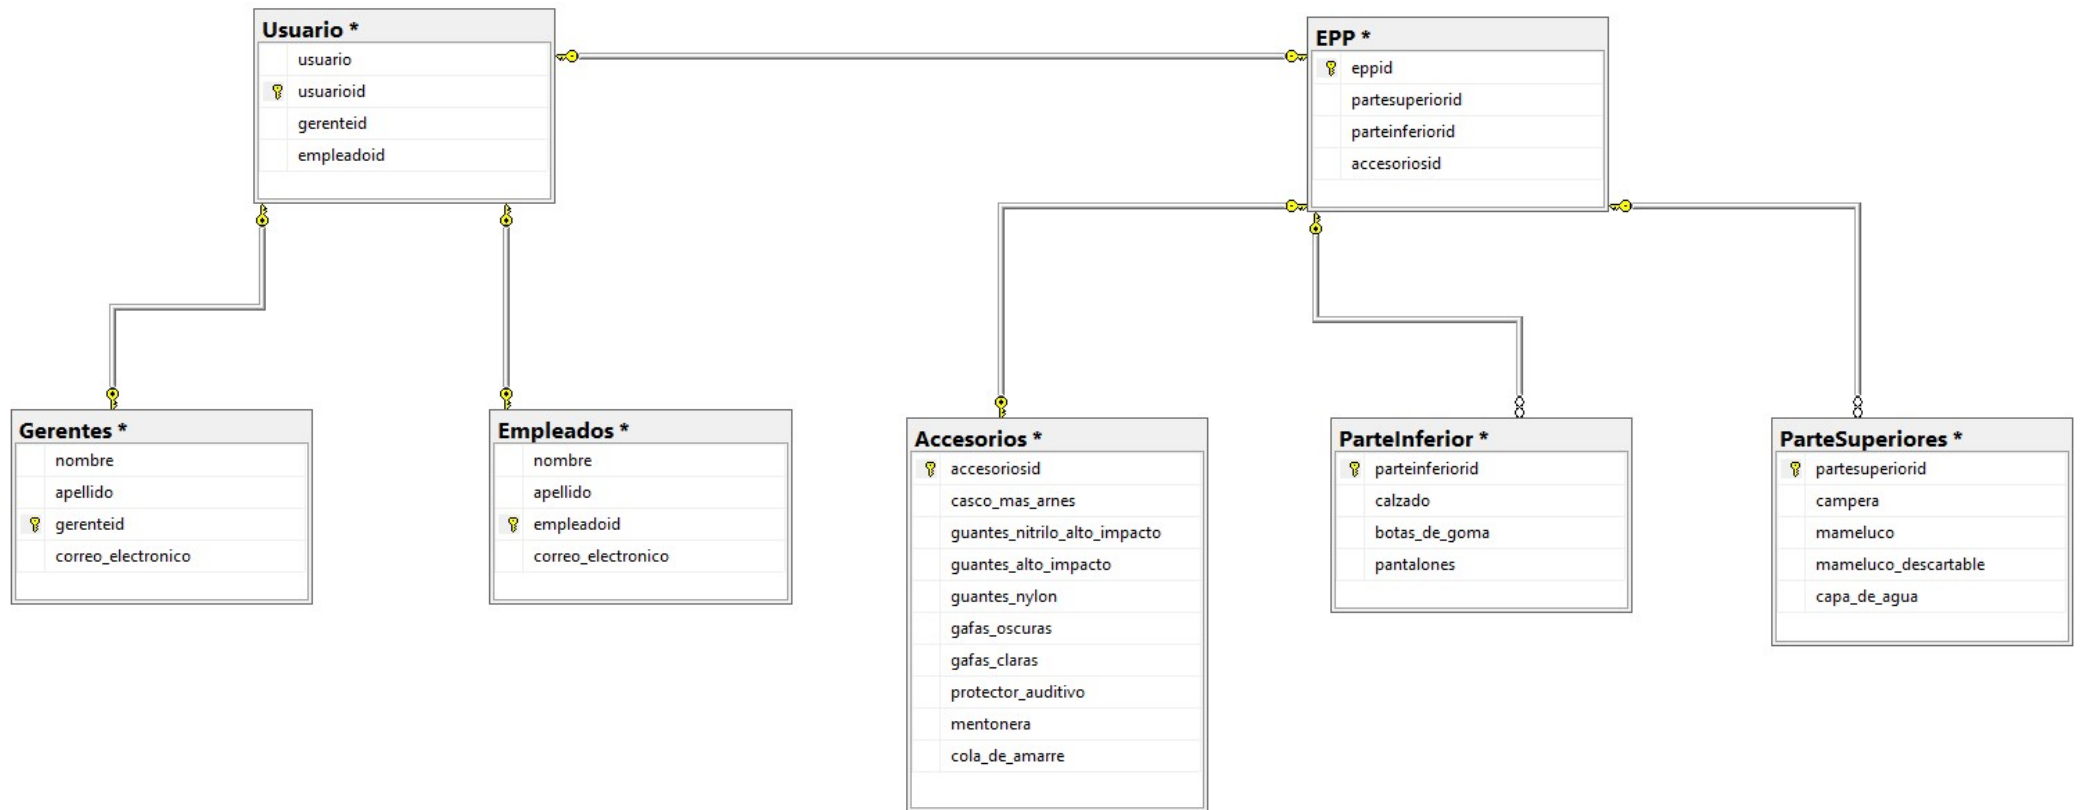 Usuario *
usuario
usuarioid
gerenteid
empleadoid
EPP *
eppid
partesuperiorid
parteinferiorid
accesoriosid
Gerentes *
nombre
apellido
gerenteid
correo_electronico
Empleados *
nombre
apellido
empleadoid
correo_electronico
Accesorios *
accesoriosid
casco_mas_arnes
guantes_nitrilo_alto_impacto
guantes_alto_impacto
guantes_nylon
gafas_oscuras
gafas_claras
protector_auditivo
mentonera
cola_de_amarre
ParteInferior *
parteinferiorid
calzado
botas_de_goma
pantalones
ParteSuperiores *
partesuperiorid
campera
mameluco
mameluco_descartable
capa_de_agua